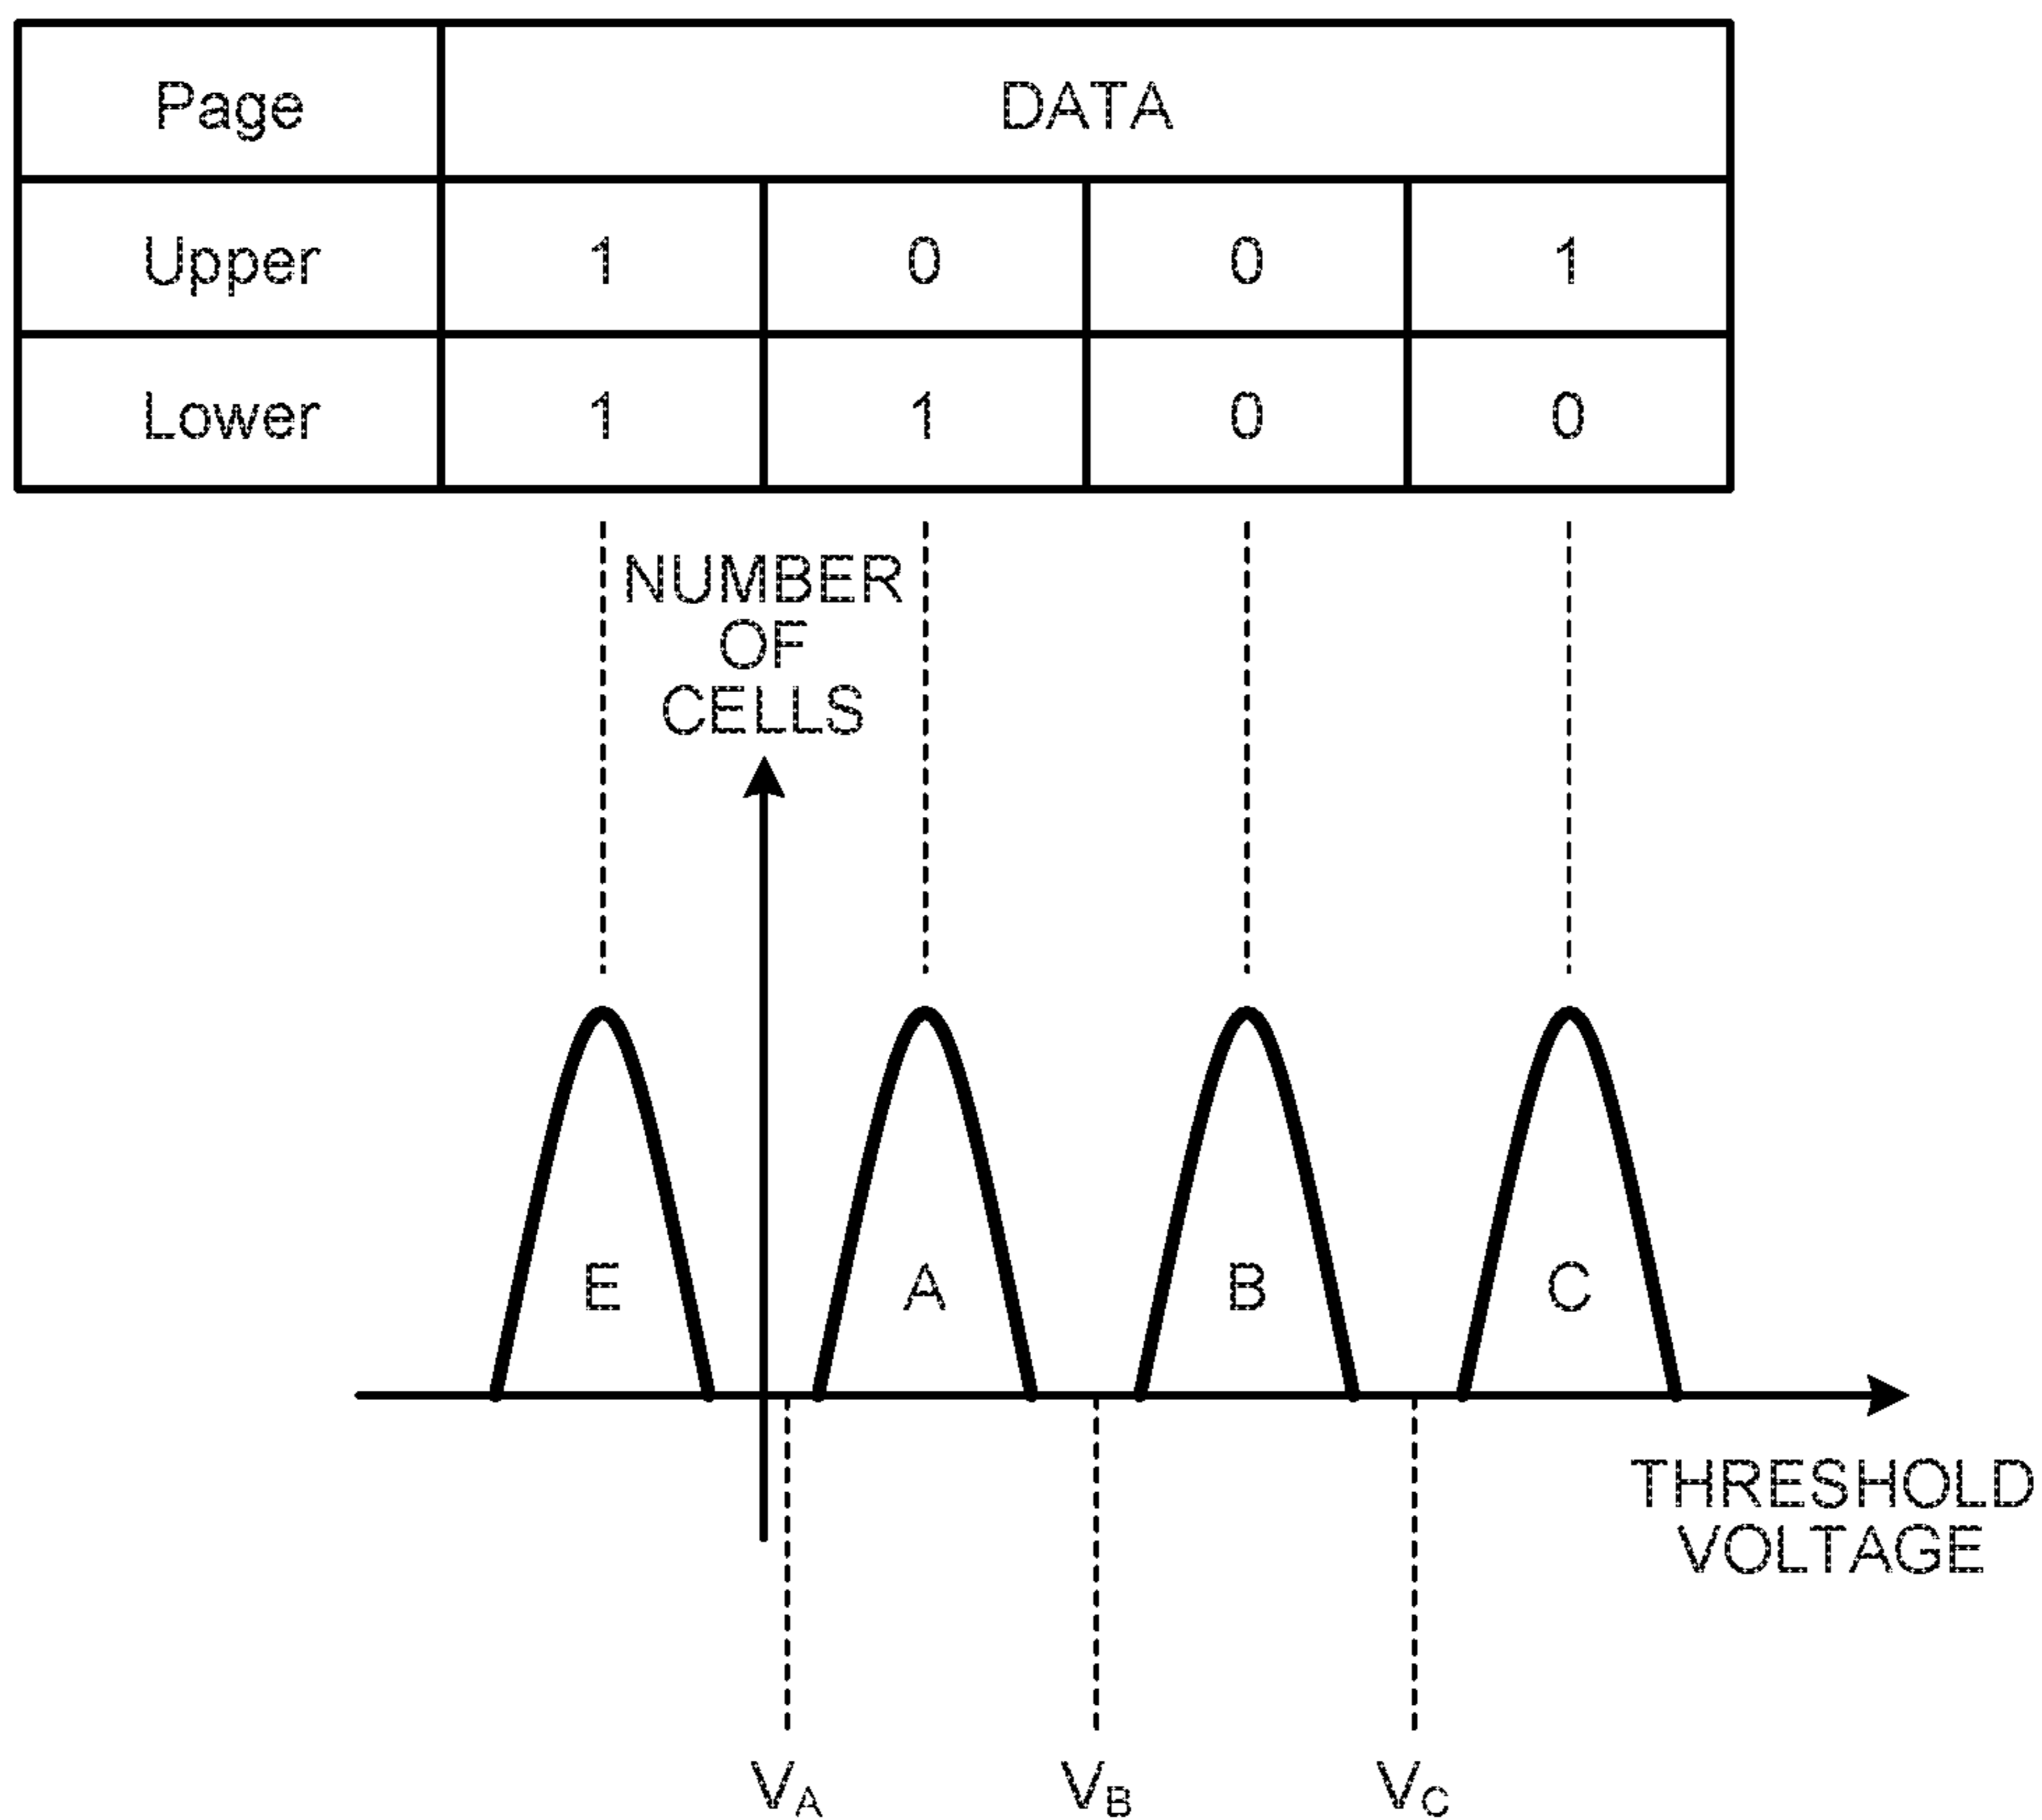 Page DATA
Upper 1 0 0 1
Lower 1 1 0 0
NUMBER
OF
CELLS
E A B C
THRESHOLD
VOLTAGE
VA VB VC